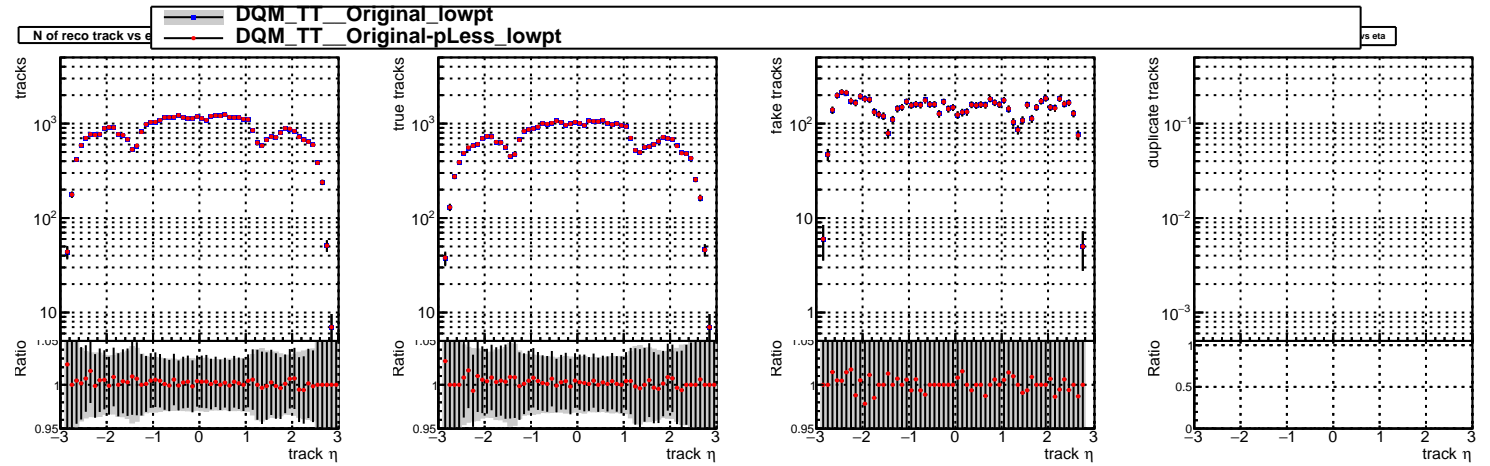 DQM_TT__Original_lowpt
DQM_TT__Original-pLess_lowpt
N of reco track vs e
vs eta
tracks
10³
10²
10
Ratio
1.05
1
0.95
−3 −2 −1 0 1 2 3
track η
true tracks
10³
10²
10
Ratio
1.05
1
0.95
−3 −2 −1 0 1 2 3
track η
fake tracks
10²
10
1
Ratio
1.05
1
0.95
−3 −2 −1 0 1 2 3
track η
duplicate tracks
10⁻¹
10⁻²
10⁻³
Ratio
1
0.5
0
−3 −2 −1 0 1 2 3
track η